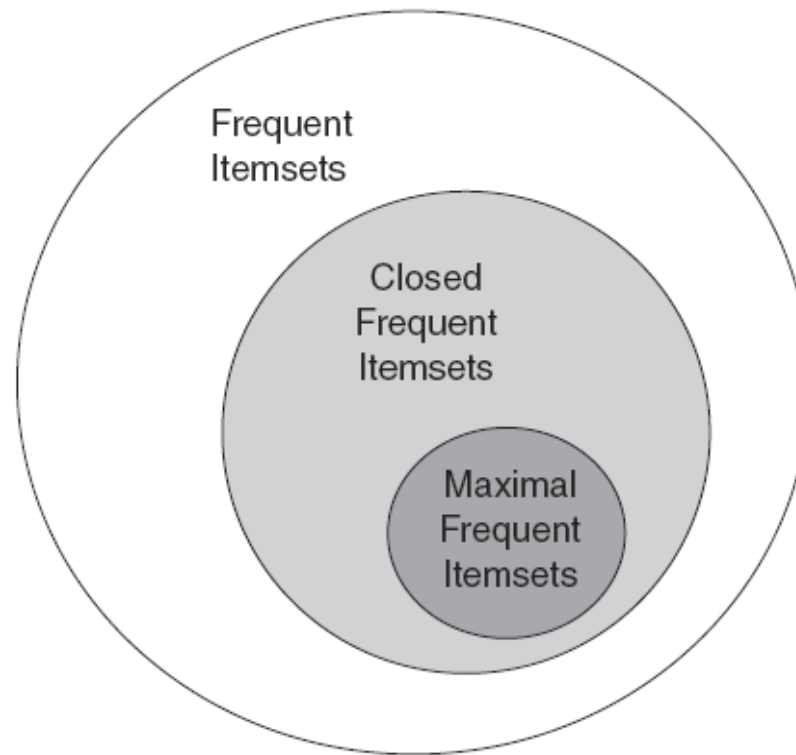 Frequent
Itemsets
Closed
Frequent
Itemsets
Maximal
Frequent
Itemsets